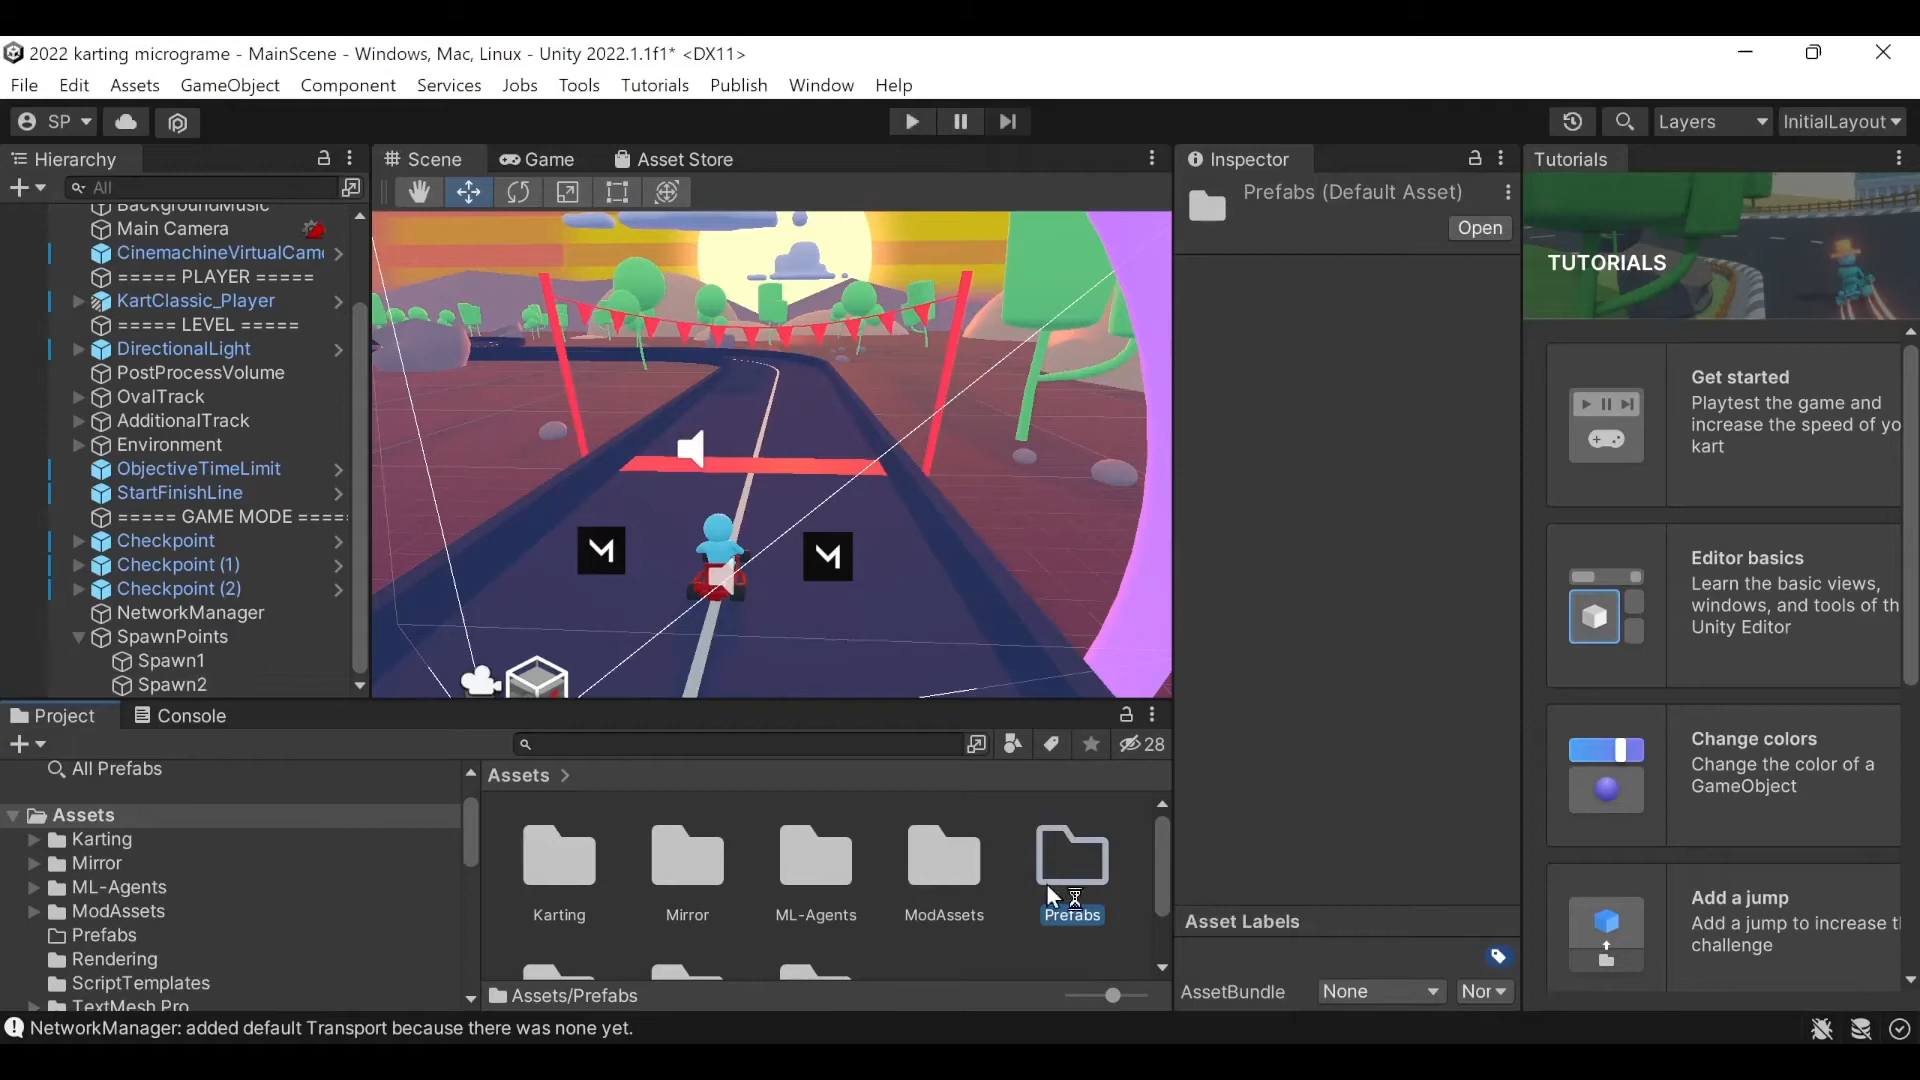 2022 karting microgame - MainScene - Windows, Mac, Linux - Unity 2022.1.1f1* <DX11>
File Edit Assets GameObject Component Services Jobs Tools Tutorials Publish Window Help
SP Layers InitialLayout
Hierarchy
All
BackgroundMusic
Main Camera
CinemachineVirtualCam
===== PLAYER =====
KartClassic_Player
===== LEVEL =====
DirectionalLight
PostProcessVolume
OvalTrack
AdditionalTrack
Environment
ObjectiveTimeLimit
StartFinishLine
===== GAME MODE ====
Checkpoint
Checkpoint (1)
Checkpoint (2)
NetworkManager
SpawnPoints
Spawn1
Spawn2
Scene Game Asset Store
Inspector
Prefabs (Default Asset)
Open
Asset Labels
AssetBundle None Nor
Tutorials
TUTORIALS
Get started
Playtest the game and
increase the speed of yo
kart
Editor basics
Learn the basic views,
windows, and tools of th
Unity Editor
Change colors
Change the color of a
GameObject
Add a jump
Add a jump to increase t
challenge
Project Console
28
All Prefabs
Assets
Karting
Mirror
ML-Agents
ModAssets
Prefabs
Rendering
ScriptTemplates
TextMesh Pro
Assets
Karting Mirror ML-Agents ModAssets Prefabs
Assets/Prefabs
NetworkManager: added default Transport because there was none yet.